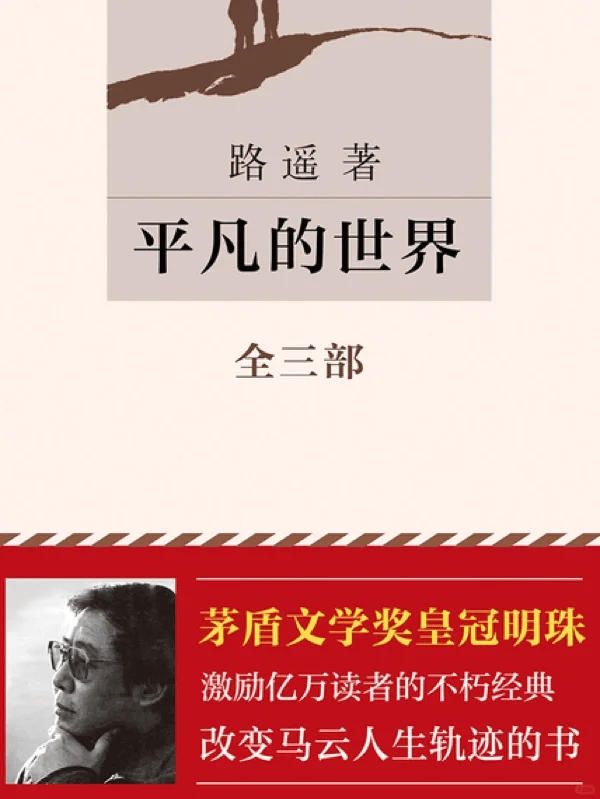 路遥 著
平凡的世界
全三部
茅盾文学奖皇冠明珠
激励亿万读者的不朽经典
改变马云人生轨迹的书